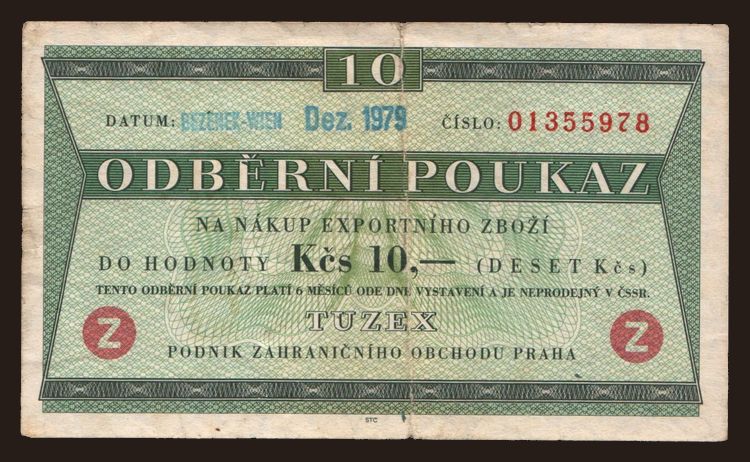 10
DATUM: BEZENEK-WIEN Dez. 1979 ČÍSLO: 01355978
ODBĚRNÍ POUKAZ
NA NÁKUP EXPORTNÍHO ZBOŽÍ
DO HODNOTY Kčs 10,— (DESET Kčs)
TENTO ODBĚRNÍ POUKAZ PLATÍ 6 MĚSÍCŮ ODE DNE VYSTAVENÍ A JE NEPRODEJNÝ V ČSSR.
Z TUZEX Z
PODNIK ZAHRANIČNÍHO OBCHODU PRAHA
STC